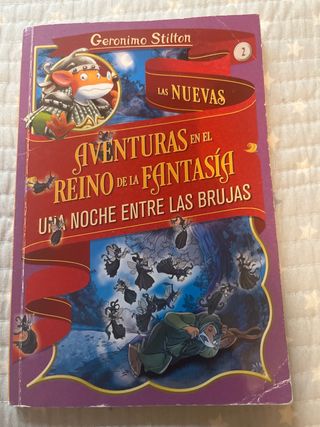 Geronimo Stilton
2
LAS NUEVAS
AVENTURAS EN EL
REINO DE LA FANTASÍA
UNA NOCHE ENTRE LAS BRUJAS